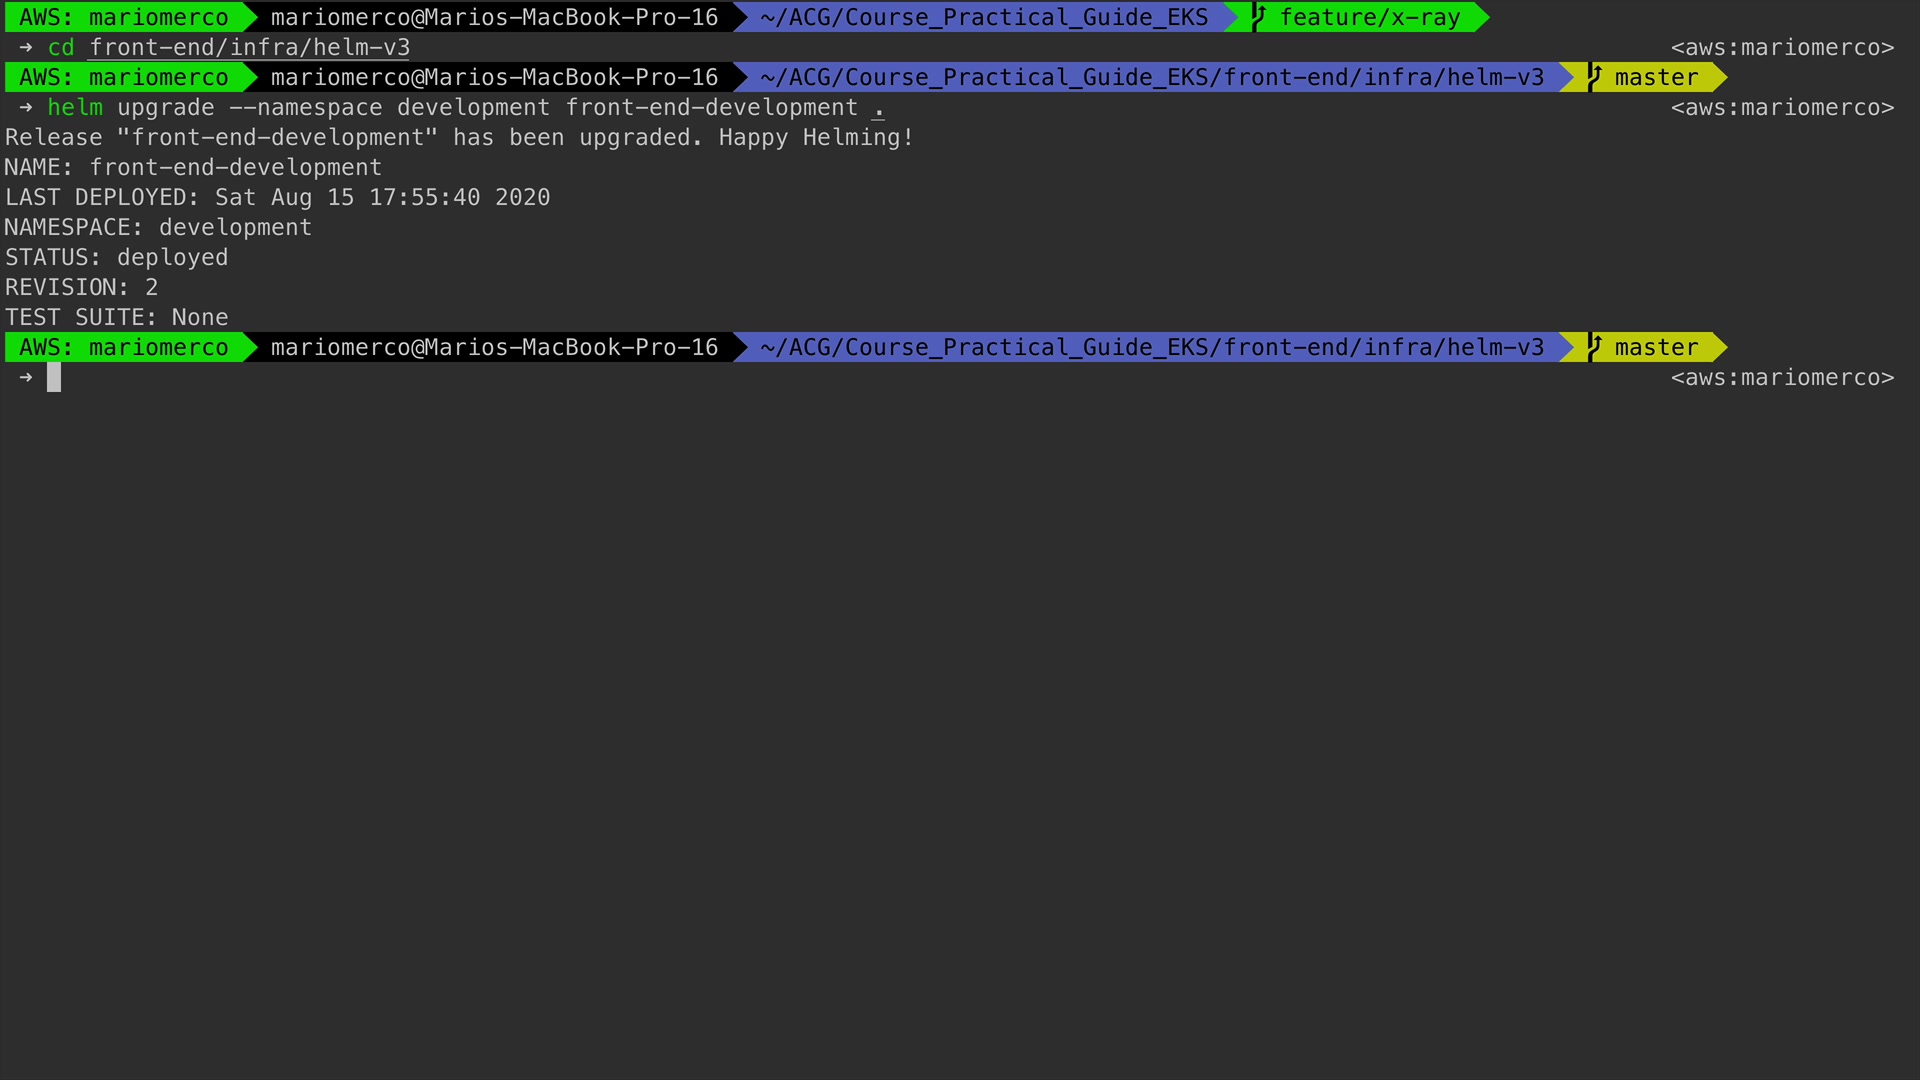 AWS: mariomerco mariomerco@Marios-MacBook-Pro-16 ~/ACG/Course_Practical_Guide_EKS feature/x-ray
→ cd front-end/infra/helm-v3 <aws:mariomerco>
AWS: mariomerco mariomerco@Marios-MacBook-Pro-16 ~/ACG/Course_Practical_Guide_EKS/front-end/infra/helm-v3 master
→ helm upgrade --namespace development front-end-development . <aws:mariomerco>
Release "front-end-development" has been upgraded. Happy Helming!
NAME: front-end-development
LAST DEPLOYED: Sat Aug 15 17:55:40 2020
NAMESPACE: development
STATUS: deployed
REVISION: 2
TEST SUITE: None
AWS: mariomerco mariomerco@Marios-MacBook-Pro-16 ~/ACG/Course_Practical_Guide_EKS/front-end/infra/helm-v3 master
→ <aws:mariomerco>